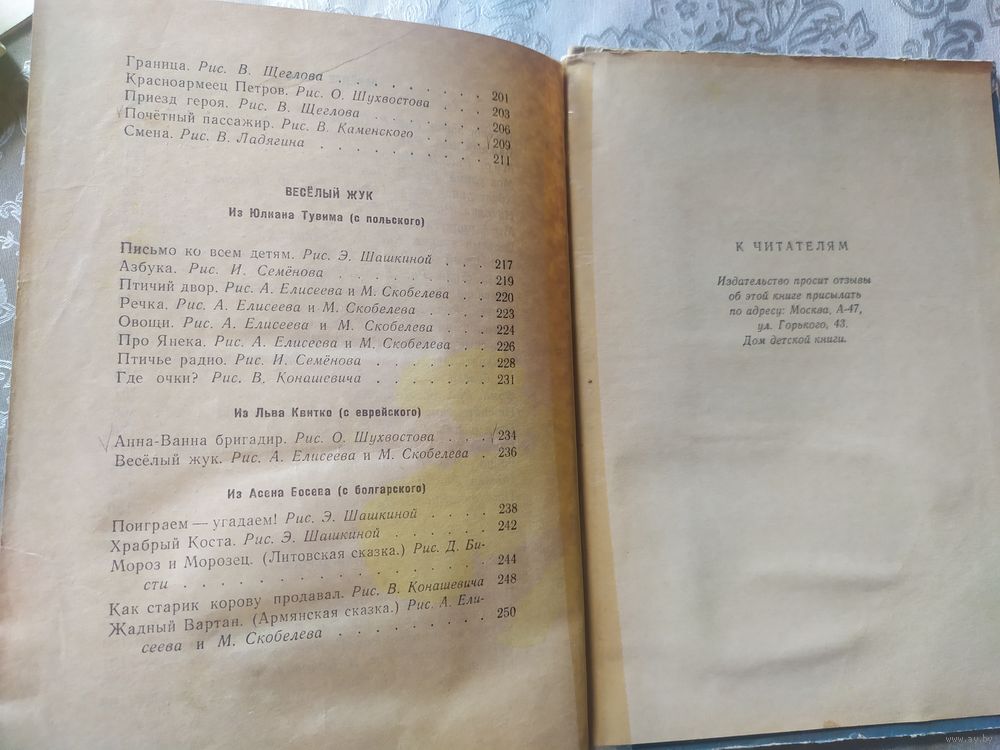 Граница. Рис. В. Щеглова . . . . . . . . . 201
Красноармеец Петров. Рис. О. Шухвостова . . 203
Приезд героя. Рис. В. Щеглова . . . . . . 206
Почётный пассажир. Рис. В. Каменского . . . 209
Смена. Рис. В. Ладягина . . . . . . . . . . 211
ВЕСЁЛЫЙ ЖУК
Из Юлиана Тувима (с польского)
Письмо ко всем детям. Рис. Э. Шашкиной . . . 217
Азбука. Рис. И. Семёнова . . . . . . . . . 219
Птичий двор. Рис. А. Елисеева и М. Скобелева . . 220
Речка. Рис. А. Елисеева и М. Скобелева . . . . 223
Овощи. Рис. А. Елисеева и М. Скобелева . . . 224
Про Янека. Рис. А. Елисеева и М. Скобелева . . 226
Птичье радио. Рис. И. Семёнова . . . . . . . 228
Где очки? Рис. В. Конашевича . . . . . . . 231
Из Льва Квитко (с еврейского)
Анна-Ванна бригадир. Рис. О. Шухвостова . . . 234
Весёлый жук. Рис. А. Елисеева и М. Скобелева . 236
Из Асена Босева (с болгарского)
Поиграем — угадаем! Рис. Э. Шашкиной . . . . 238
Храбрый Коста. Рис. Э. Шашкиной . . . . . 242
Мороз и Морозец. (Литовская сказка.) Рис. Д. Би-
сти . . . . . . . . . . . . . . . . 244
Как старик корову продавал. Рис. В. Конашевича 248
Жадный Вартан. (Армянская сказка.) Рис. А. Ели-
сеева и М. Скобелева . . . . . . . . 250
К ЧИТАТЕЛЯМ
Издательство просит отзывы
об этой книге присылать
по адресу: Москва, А-47,
ул. Горького, 43.
Дом детской книги.
www.ay.by